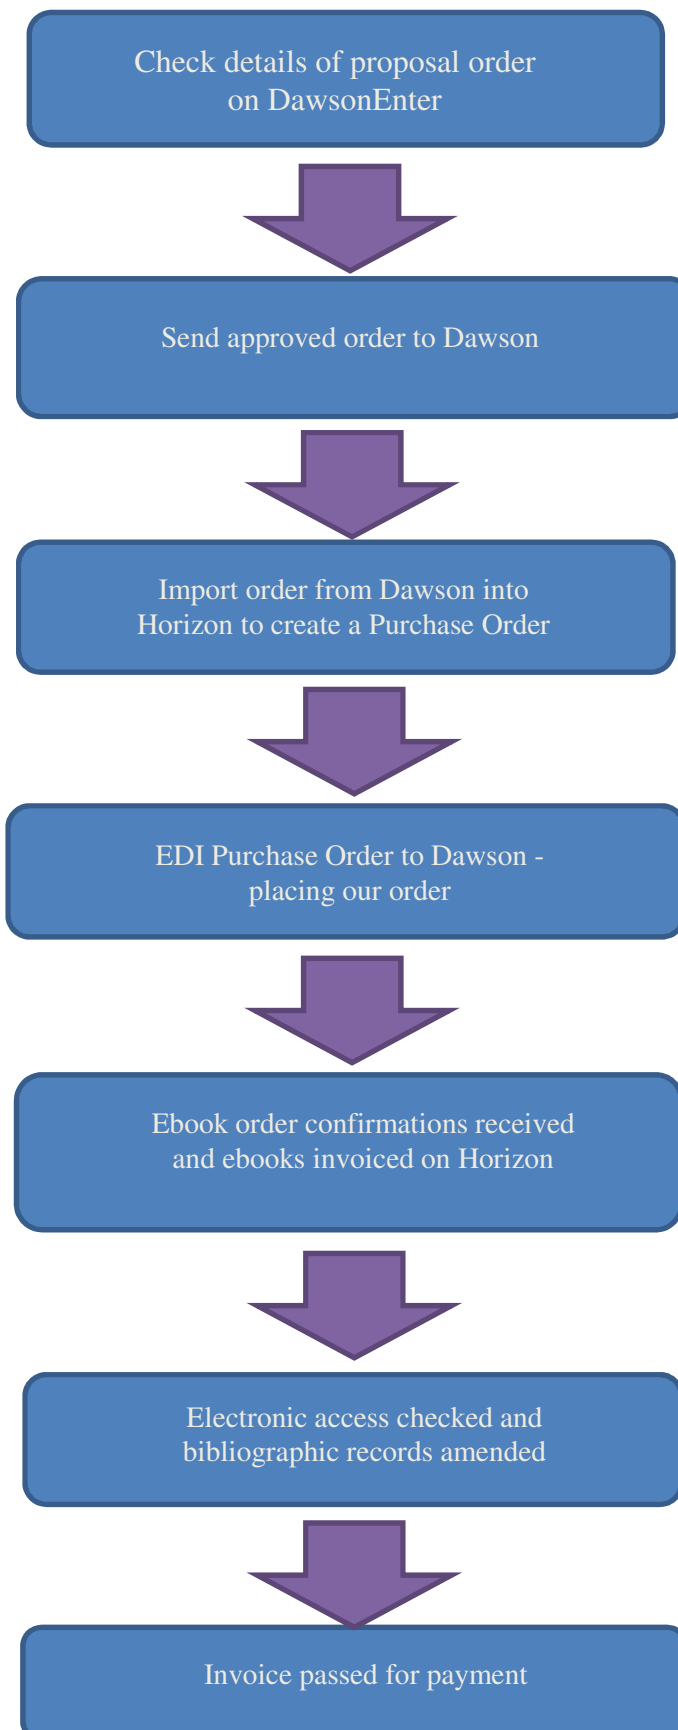 Check details of proposal order
on DawsonEnter
Send approved order to Dawson
Import order from Dawson into
Horizon to create a Purchase Order
EDI Purchase Order to Dawson -
placing our order
Ebook order confirmations received
and ebooks invoiced on Horizon
Electronic access checked and
bibliographic records amended
Invoice passed for payment